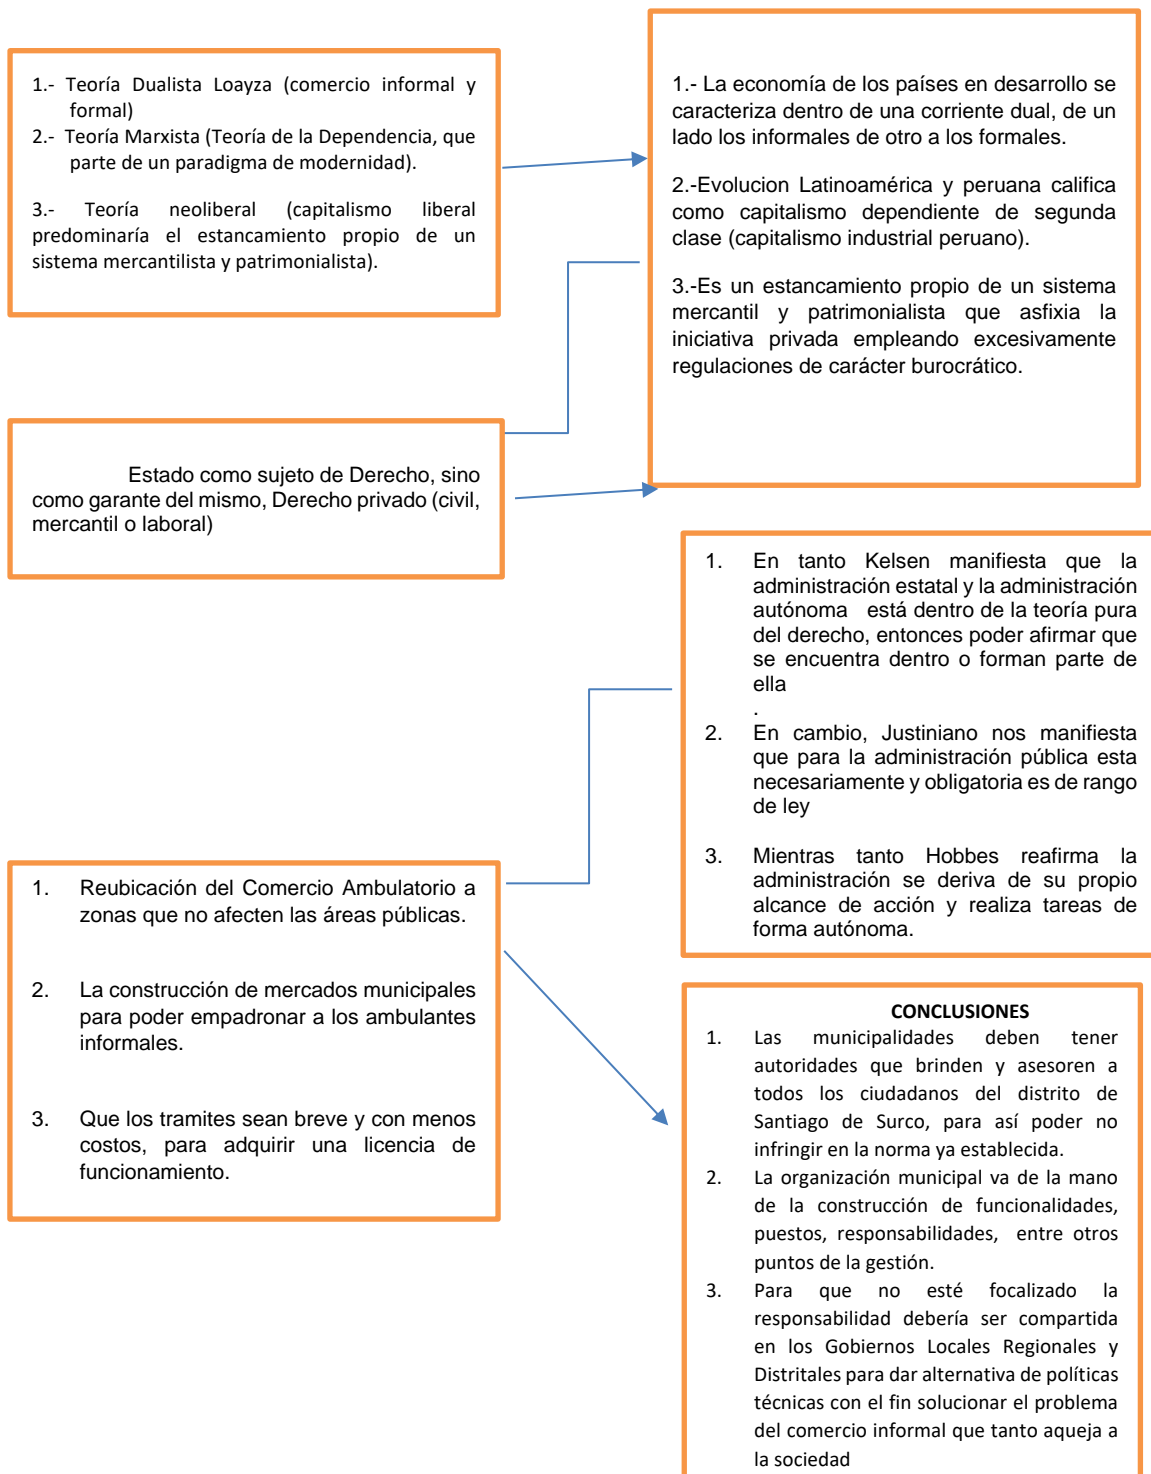 1.- Teoría Dualista Loayza (comercio informal y
formal)
2.- Teoría Marxista (Teoría de la Dependencia, que
parte de un paradigma de modernidad).
3.- Teoría neoliberal (capitalismo liberal
predominaría el estancamiento propio de un
sistema mercantilista y patrimonialista).
1.- La economía de los países en desarrollo se
caracteriza dentro de una corriente dual, de un
lado los informales de otro a los formales.
2.-Evolucion Latinoamérica y peruana califica
como capitalismo dependiente de segunda
clase (capitalismo industrial peruano).
3.-Es un estancamiento propio de un sistema
mercantil y patrimonialista que asfixia la
iniciativa privada empleando excesivamente
regulaciones de carácter burocrático.
Estado como sujeto de Derecho, sino
como garante del mismo, Derecho privado (civil,
mercantil o laboral)
1. En tanto Kelsen manifiesta que la
administración estatal y la administración
autónoma está dentro de la teoría pura
del derecho, entonces poder afirmar que
se encuentra dentro o forman parte de
ella
.
2. En cambio, Justiniano nos manifiesta
que para la administración pública esta
necesariamente y obligatoria es de rango
de ley
3. Mientras tanto Hobbes reafirma la
administración se deriva de su propio
alcance de acción y realiza tareas de
forma autónoma.
1. Reubicación del Comercio Ambulatorio a
zonas que no afecten las áreas públicas.
2. La construcción de mercados municipales
para poder empadronar a los ambulantes
informales.
3. Que los tramites sean breve y con menos
costos, para adquirir una licencia de
funcionamiento.
CONCLUSIONES
1. Las municipalidades deben tener
autoridades que brinden y asesoren a
todos los ciudadanos del distrito de
Santiago de Surco, para así poder no
infringir en la norma ya establecida.
2. La organización municipal va de la mano
de la construcción de funcionalidades,
puestos, responsabilidades, entre otros
puntos de la gestión.
3. Para que no esté focalizado la
responsabilidad debería ser compartida
en los Gobiernos Locales Regionales y
Distritales para dar alternativa de políticas
técnicas con el fin solucionar el problema
del comercio informal que tanto aqueja a
la sociedad